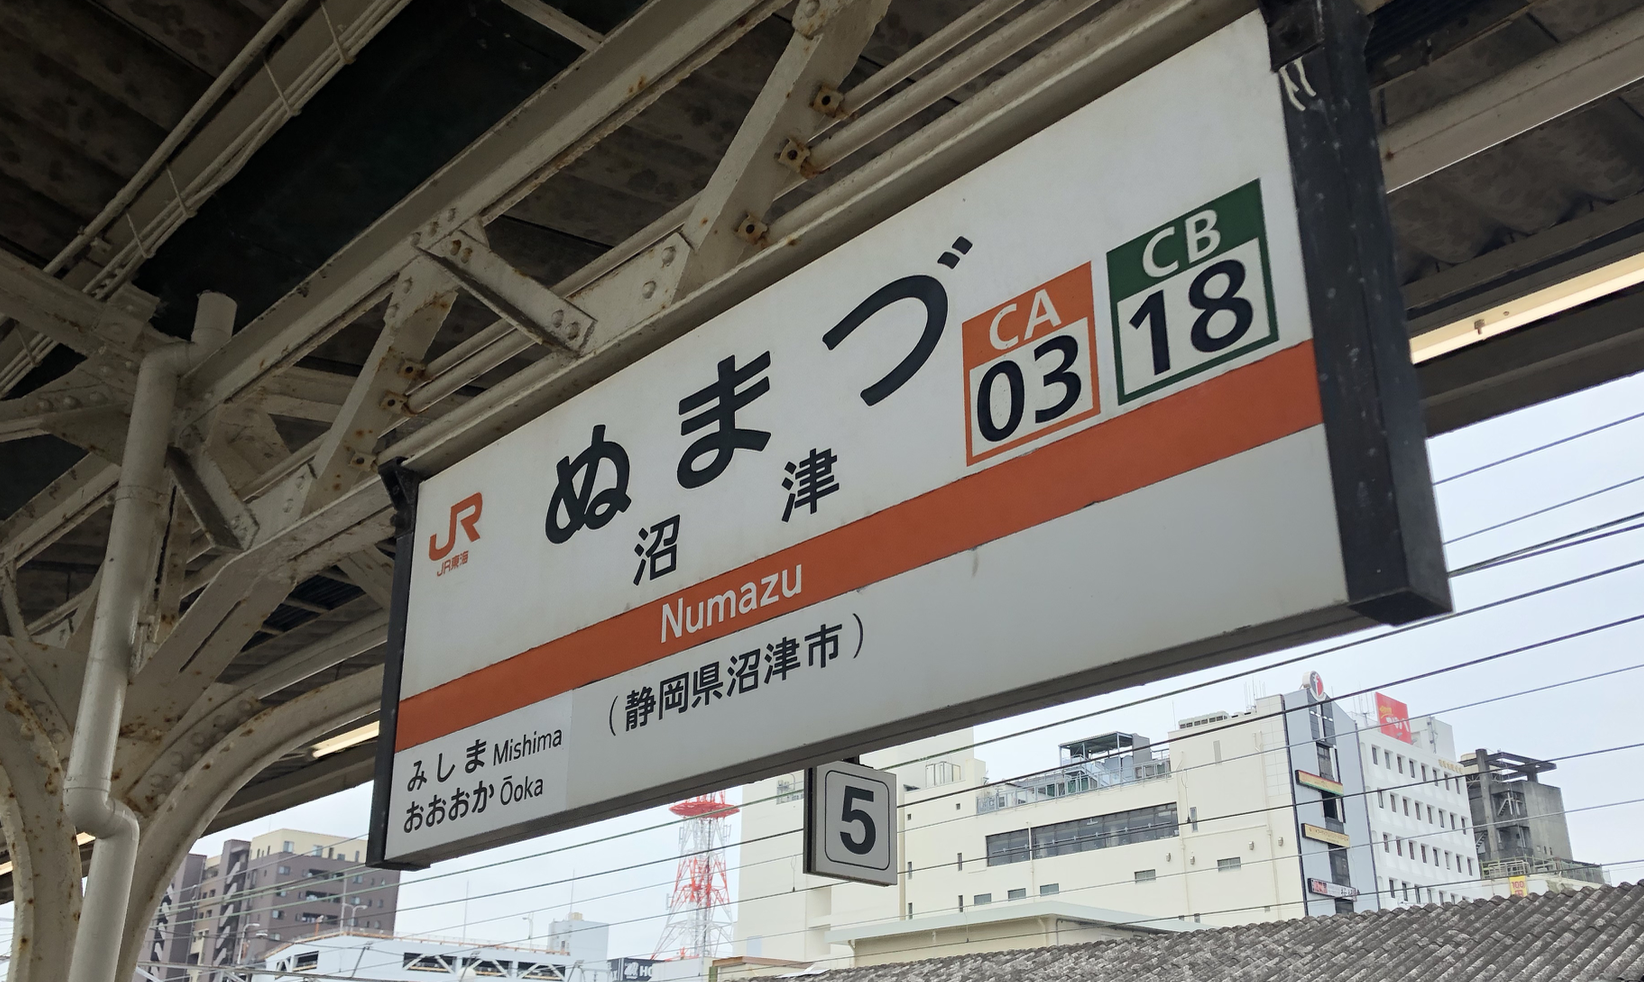 ぬまづ
CA
03
CB
18
沼津
JR
JR東海
Numazu
(静岡県沼津市)
みしま Mishima
おおおか Ōoka
5